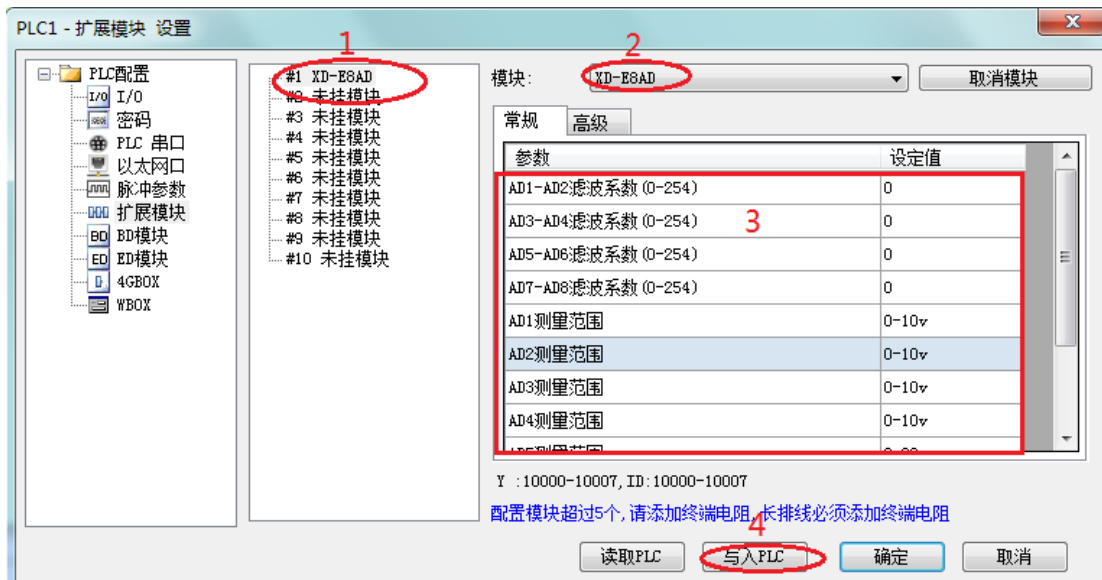 PLC1 - 扩展模块 设置
x
1
2
PLC配置
I/O I/O
密码
PLC 串口
以太网口
脉冲参数
扩展模块
BD BD模块
ED ED模块
4GBOX
WBOX
#1 XD-E8AD
#2 未挂模块
#3 未挂模块
#4 未挂模块
#5 未挂模块
#6 未挂模块
#7 未挂模块
#8 未挂模块
#9 未挂模块
#10 未挂模块
模块: XD-E8AD 取消模块
常规 高级
参数 设定值
AD1-AD2滤波系数(0-254) 0
AD3-AD4滤波系数(0-254) 0
3
AD5-AD6滤波系数(0-254) 0
AD7-AD8滤波系数(0-254) 0
AD1测量范围 0-10v
AD2测量范围 0-10v
AD3测量范围 0-10v
AD4测量范围 0-10v
Y :10000-10007,ID:10000-10007
配置模块超过5个,请添加终端电阻,长排线必须添加终端电阻
4
读取PLC 写入PLC 确定 取消